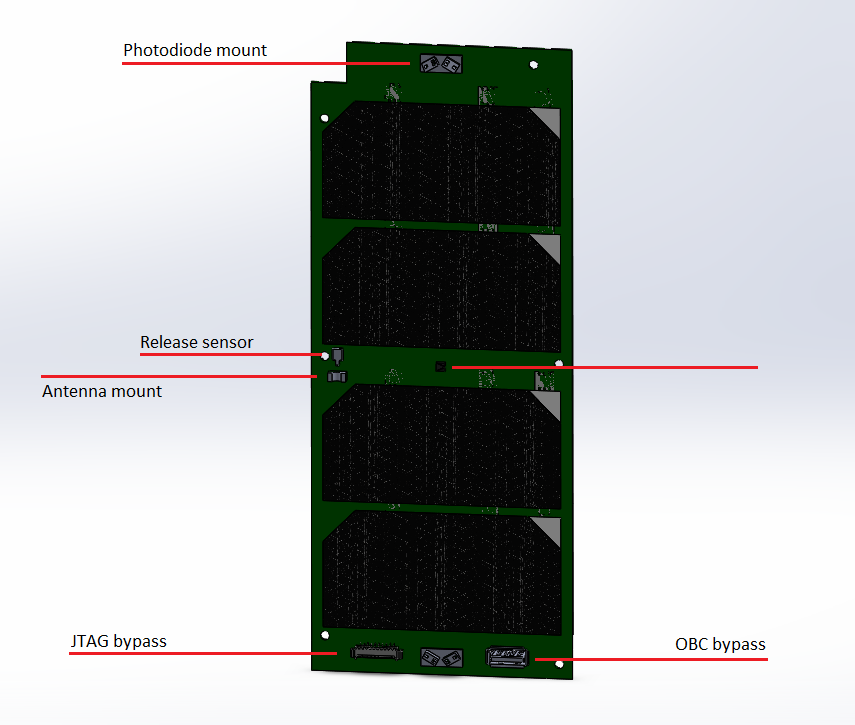 Photodiode mount
Release sensor
Antenna mount
JTAG bypass
OBC bypass